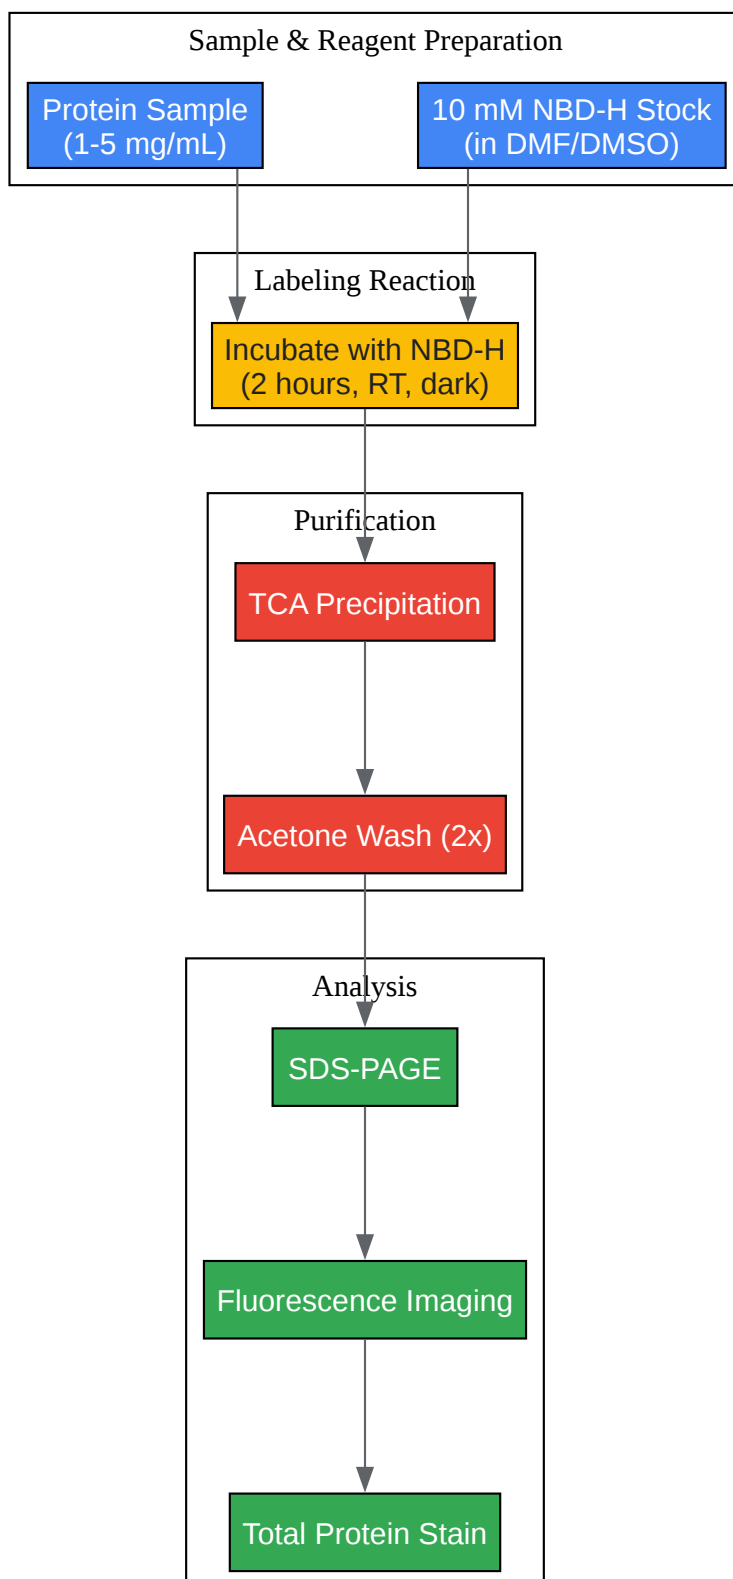 Sample & Reagent Preparation
Protein Sample
(1-5 mg/mL)
10 mM NBD-H Stock
(in DMF/DMSO)
Labeling Reaction
Incubate with NBD-H
(2 hours, RT, dark)
Purification
TCA Precipitation
Acetone Wash (2x)
Analysis
SDS-PAGE
Fluorescence Imaging
Total Protein Stain